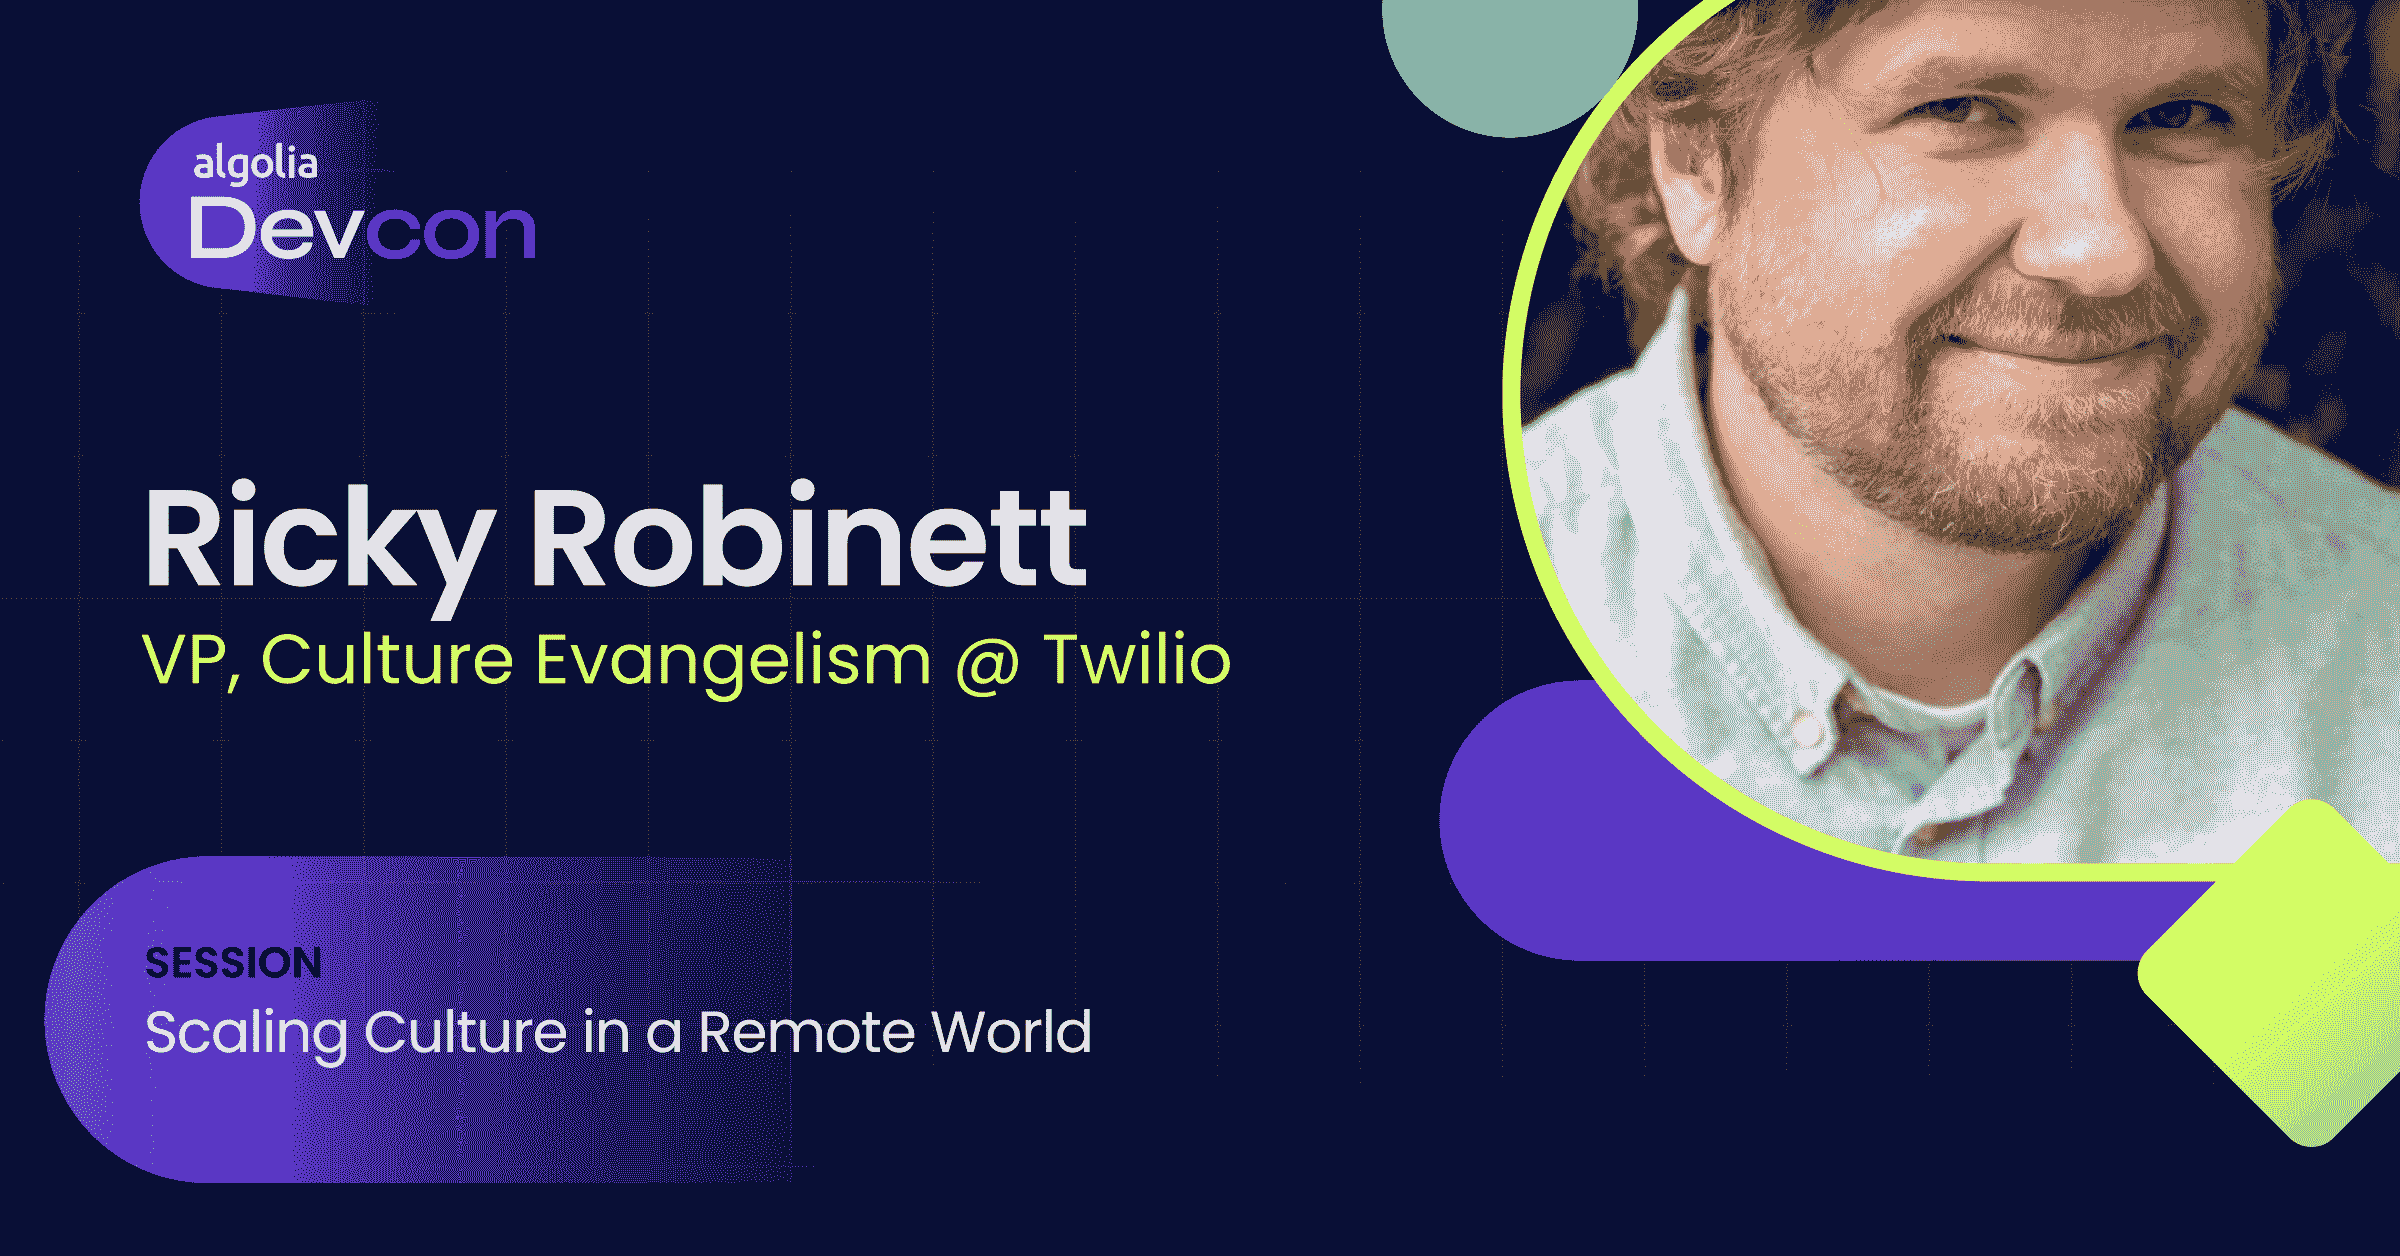 algolia
Devcon
Ricky Robinett
VP, Culture Evangelism @ Twilio
SESSION
Scaling Culture in a Remote World